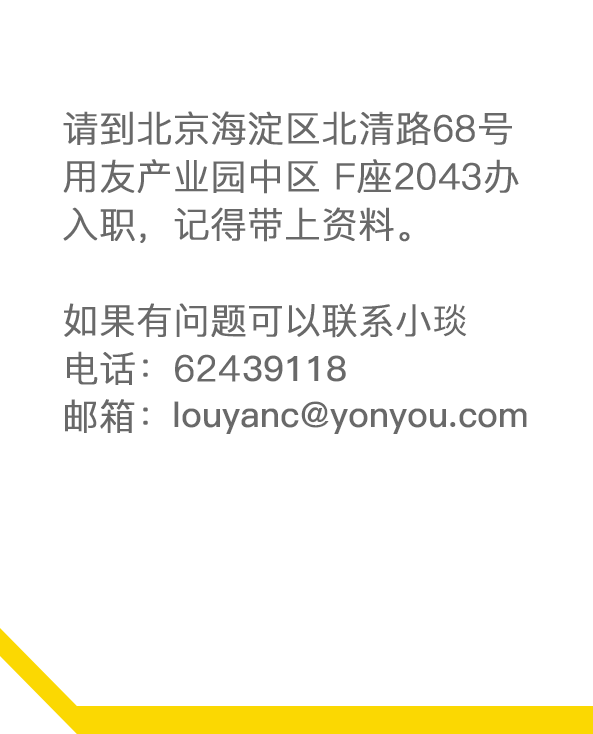 请到北京海淀区北清路68号
用友产业园中区 F座2043办
入职，记得带上资料。
如果有问题可以联系小琰
电话：62439118
邮箱：louyanc@yonyou.com